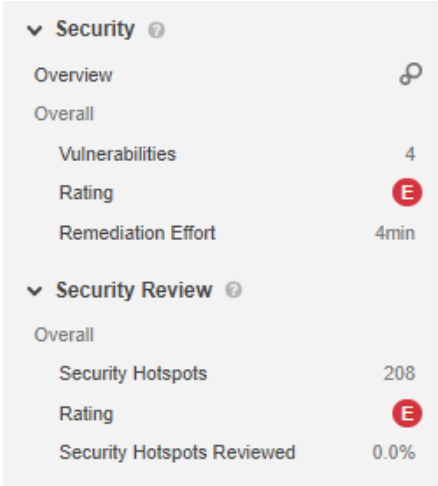 Security ?
Overview
Overall
Vulnerabilities 4
Rating E
Remediation Effort 4min
Security Review ?
Overall
Security Hotspots 208
Rating E
Security Hotspots Reviewed 0.0%